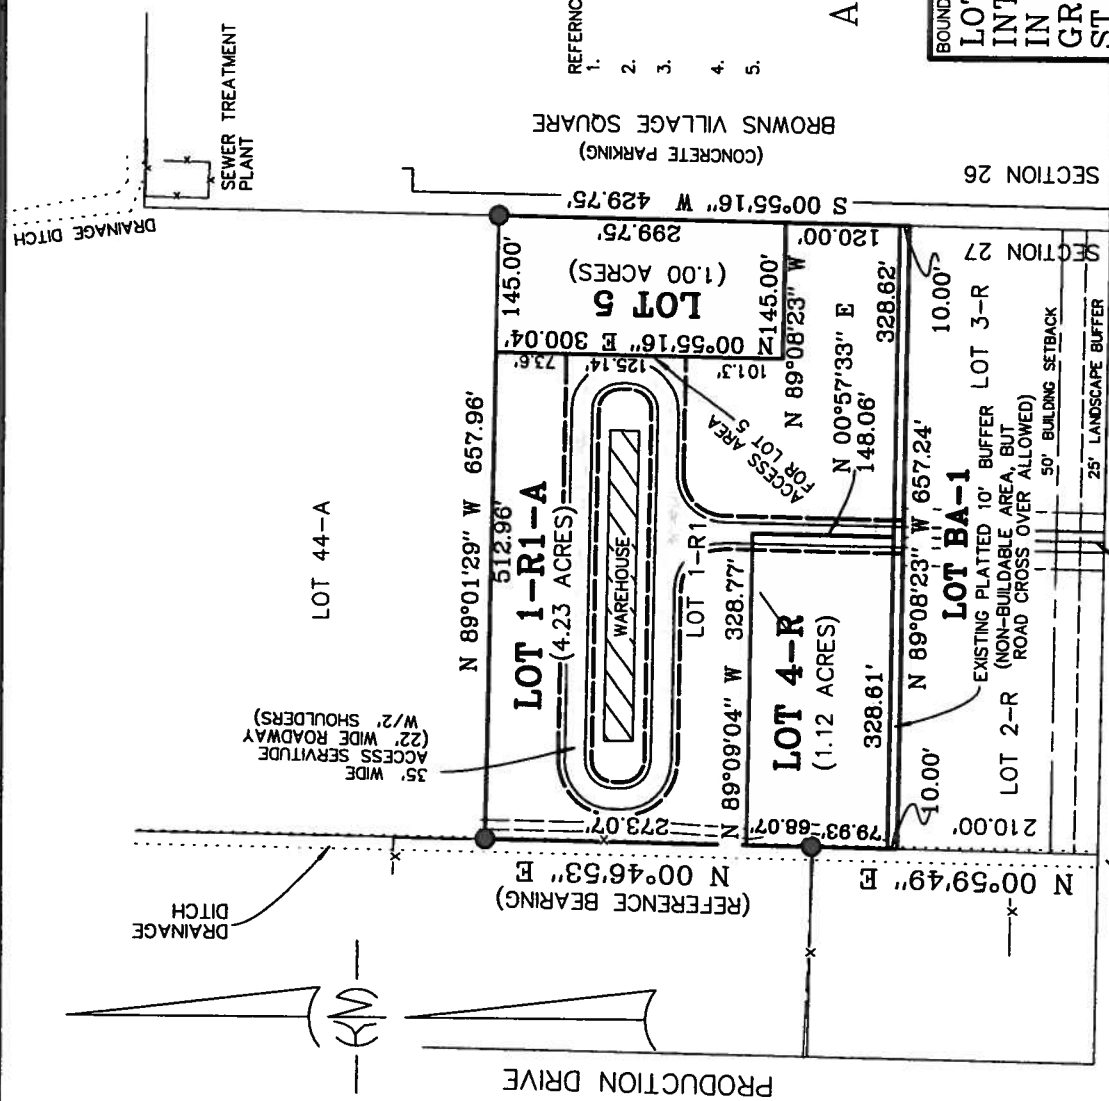 SEWER TREATMENT
PLANT
DRAINAGE DITCH
REFERENC
1.
2.
3.
4.
5.
A
BOUND
LOT
INT
IN
GR
ST
BROWNS VILLAGE SQUARE
(CONCRETE PARKING)
SECTION 26
SECTION 27
S 00°55'16" W 429.75'
299.75'
120.00'
LOT 5
(1.00 ACRES)
145.00'
N 00°55'16" E 300.04'
145.00'
N 89°08'23" W
73.6'
125.14'
101.3'
ACCESS AREA
FOR LOT 5
N 00°57'33" E
148.06'
328.62'
10.00'
LOT 44-A
N 89°01'29" W 657.96'
512.96'
LOT 1-R1-A
(4.23 ACRES)
WAREHOUSE
LOT 1-R1
35' WIDE
ACCESS SERVITUDE
(22' WIDE ROADWAY
W/2' SHOULDERS)
N 89°09'04" W 328.77'
LOT 4-R
(1.12 ACRES)
328.61'
273.07'
68.07'
79.93'
N 89°08'23" W 657.24'
LOT BA-1
EXISTING PLATTED 10' BUFFER
(NON-BUILDABLE AREA, BUT
ROAD CROSS OVER ALLOWED)
LOT 3-R
50' BUILDING SETBACK
25' LANDSCAPE BUFFER
LOT 2-R
10.00'
210.00'
N 00°46'53" E
(REFERENCE BEARING)
N 00°59'49" E
DRAINAGE
DITCH
KN
PRODUCTION DRIVE